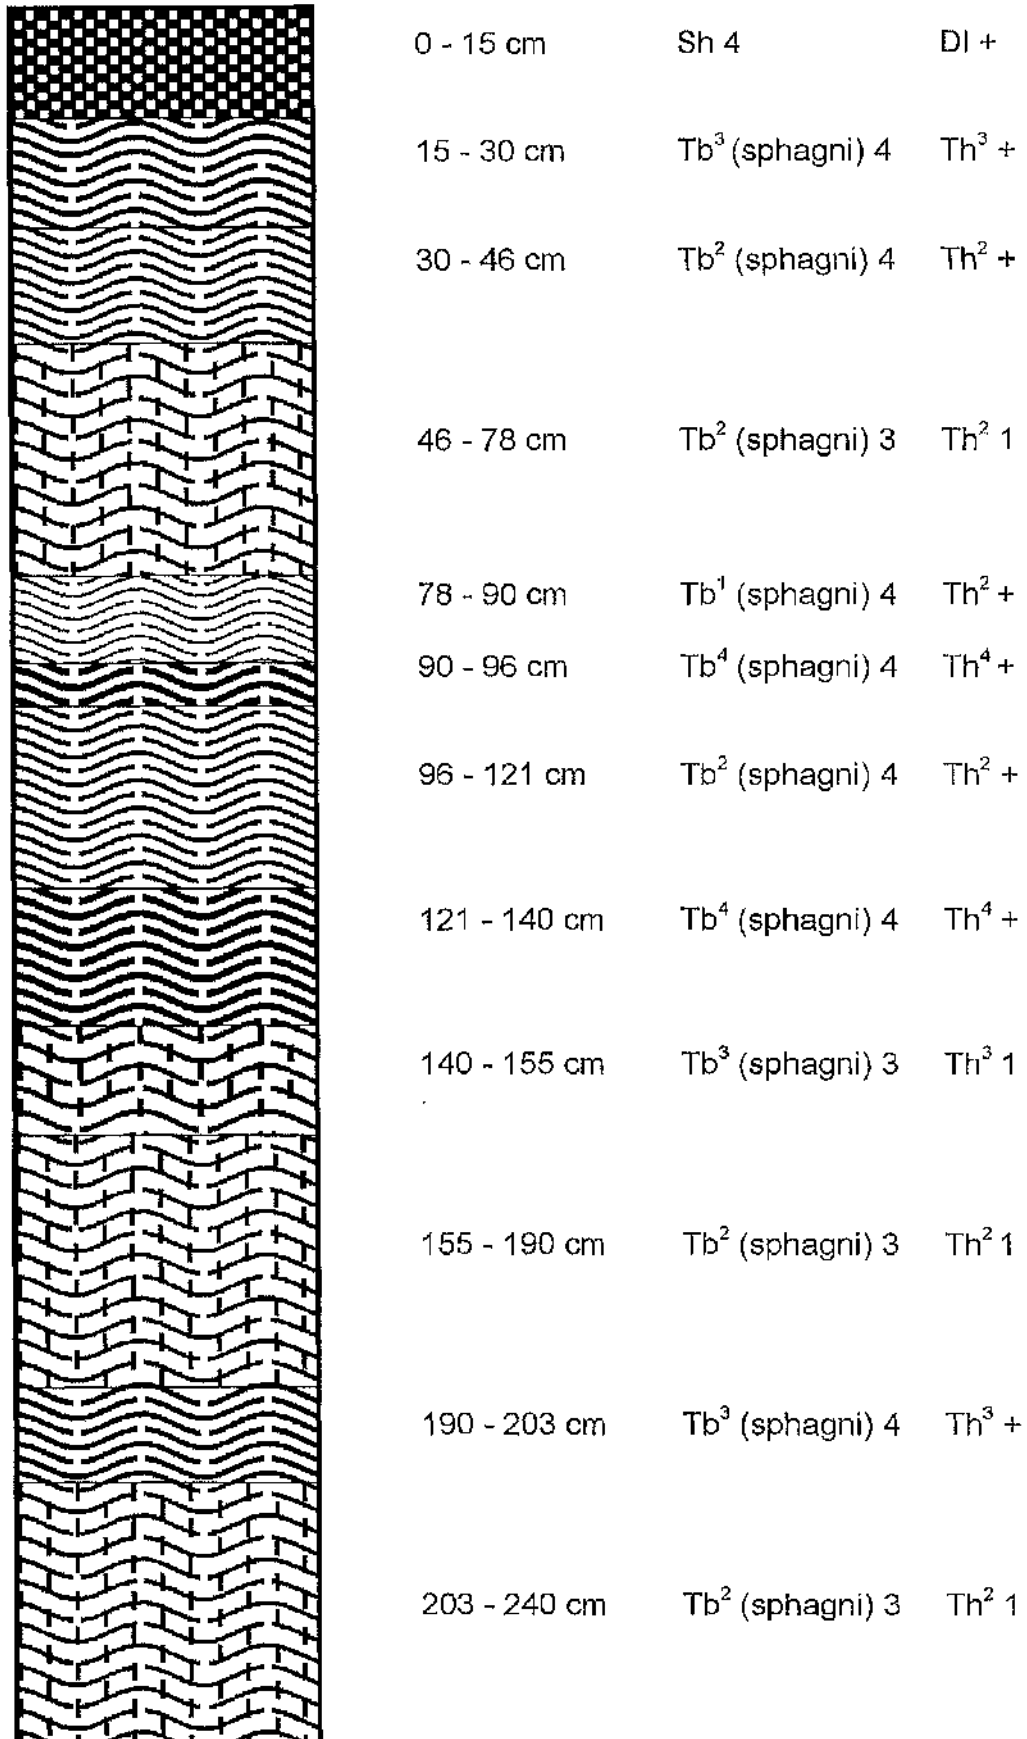 0 - 15 cm Sh 4 Dl +
15 - 30 cm Tb³ (sphagni) 4 Th³ +
30 - 46 cm Tb² (sphagni) 4 Th² +
46 - 78 cm Tb² (sphagni) 3 Th² 1
78 - 90 cm Tb¹ (sphagni) 4 Th² +
90 - 96 cm Tb⁴ (sphagni) 4 Th⁴ +
96 - 121 cm Tb² (sphagni) 4 Th² +
121 - 140 cm Tb⁴ (sphagni) 4 Th⁴ +
140 - 155 cm Tb³ (sphagni) 3 Th³ 1
155 - 190 cm Tb² (sphagni) 3 Th² 1
190 - 203 cm Tb³ (sphagni) 4 Th³ +
203 - 240 cm Tb² (sphagni) 3 Th² 1